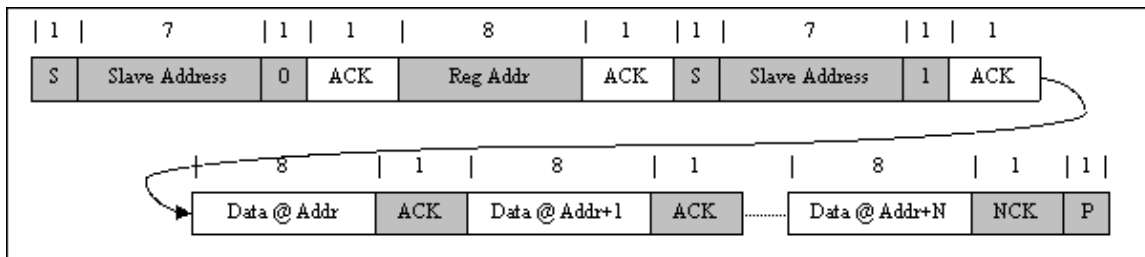 | 1 | 7 | 1 | 1 | 8 | 1 | 1 | 7 | 1 | 1
S Slave Address 0 ACK Reg Addr ACK S Slave Address 1 ACK
| 8 | 1 | 8 | 1 | 8 | 1 | 1 |
Data @ Addr ACK Data @ Addr+1 ACK ........... Data @ Addr+N NCK P